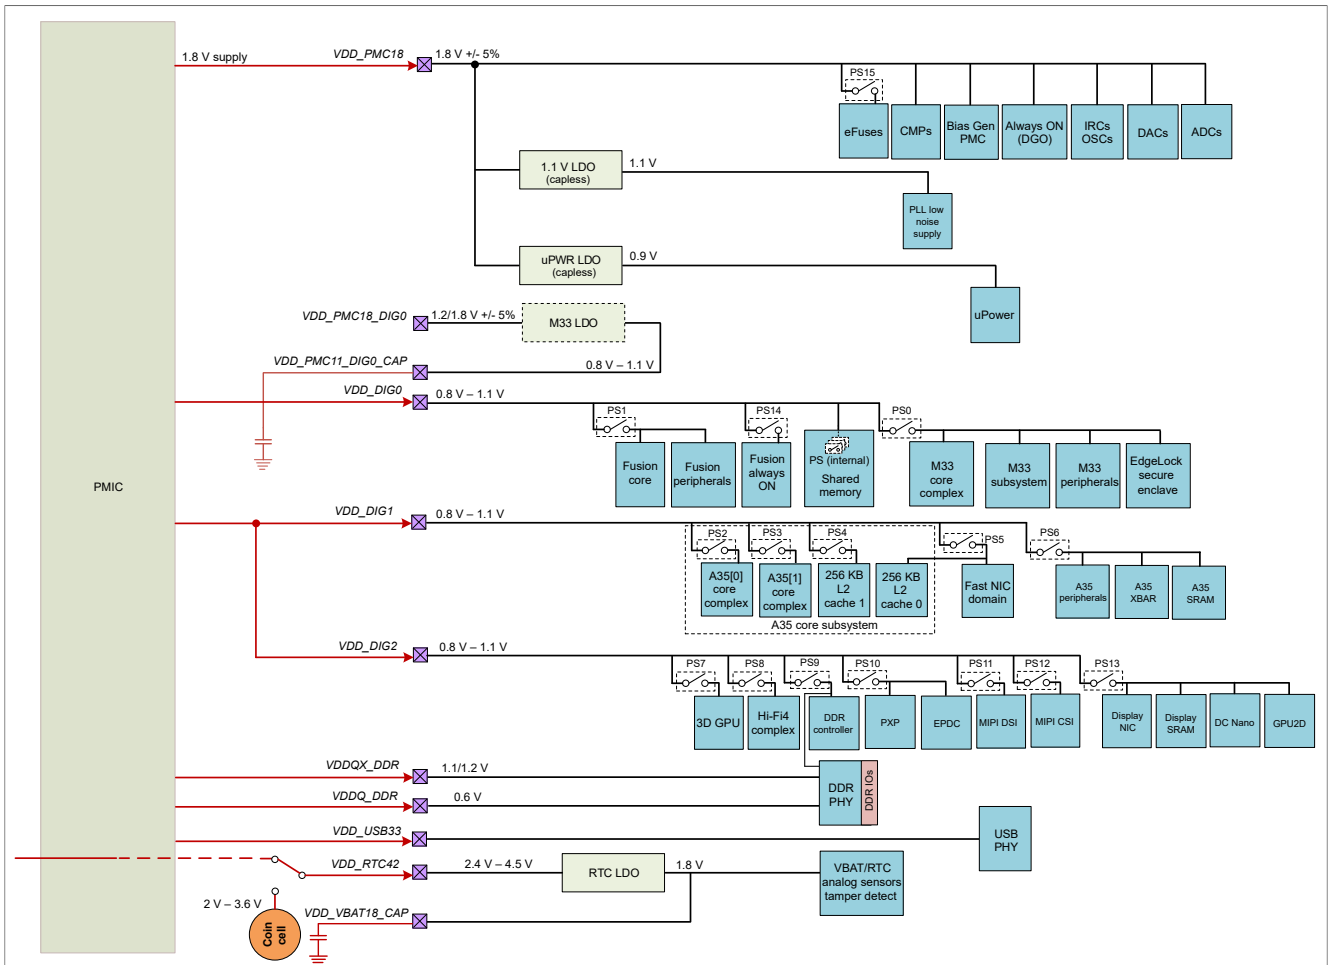 PMIC
1.8 V supply
VDD_PMC18
1.8 V +/- 5%
PS15
eFuses
CMPs
Bias Gen
PMC
Always ON
(DGO)
IRCs
OSCs
DACs
ADCs
1.1 V LDO
(capless)
1.1 V
PLL low
noise
supply
uPWR LDO
(capless)
0.9 V
uPower
VDD_PMC18_DIG0
1.2/1.8 V +/- 5%
M33 LDO
VDD_PMC11_DIG0_CAP
0.8 V – 1.1 V
VDD_DIG0
0.8 V – 1.1 V
PS1
PS14
PS0
Fusion
core
Fusion
peripherals
Fusion
always
ON
PS (internal)
Shared
memory
M33
core
complex
M33
subsystem
M33
peripherals
EdgeLock
secure
enclave
VDD_DIG1
0.8 V – 1.1 V
PS2
PS3
PS4
PS5
PS6
A35[0]
core
complex
A35[1]
core
complex
256 KB
L2
cache 1
256 KB
L2
cache 0
Fast NIC
domain
A35
peripherals
A35
XBAR
A35
SRAM
A35 core subsystem
VDD_DIG2
0.8 V – 1.1 V
PS7
PS8
PS9
PS10
PS11
PS12
PS13
3D GPU
Hi-Fi4
complex
DDR
controller
PXP
EPDC
MIPI DSI
MIPI CSI
Display
NIC
Display
SRAM
DC Nano
GPU2D
VDDQX_DDR
1.1/1.2 V
VDDQ_DDR
0.6 V
DDR
PHY
DDR IOs
VDD_USB33
USB
PHY
VDD_RTC42
2.4 V – 4.5 V
RTC LDO
1.8 V
VBAT/RTC
analog sensors
tamper detect
2 V – 3.6 V
Coin
cell
VDD_VBAT18_CAP